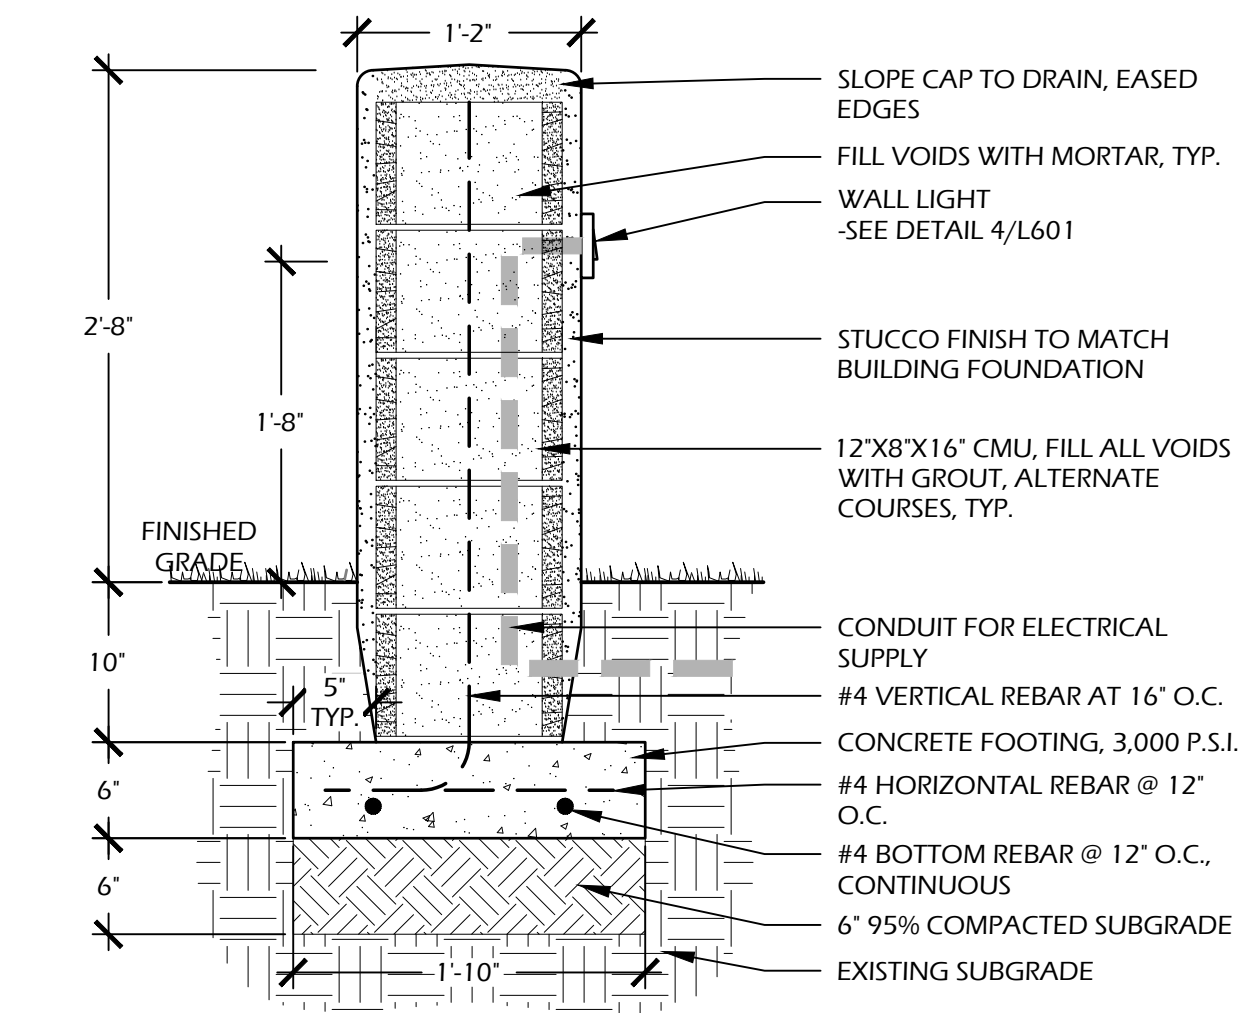 1'-2"
SLOPE CAP TO DRAIN, EASED
EDGES
FILL VOIDS WITH MORTAR, TYP.
WALL LIGHT
-SEE DETAIL 4/L601
2'-8"
STUCCO FINISH TO MATCH
BUILDING FOUNDATION
1'-8"
12"X8"X16" CMU, FILL ALL VOIDS
WITH GROUT, ALTERNATE
COURSES, TYP.
FINISHED
GRADE
CONDUIT FOR ELECTRICAL
SUPPLY
10"
5"
TYP.
#4 VERTICAL REBAR AT 16" O.C.
CONCRETE FOOTING, 3,000 P.S.I.
6"
#4 HORIZONTAL REBAR @ 12"
O.C.
#4 BOTTOM REBAR @ 12" O.C.,
CONTINUOUS
6"
6" 95% COMPACTED SUBGRADE
1'-10"
EXISTING SUBGRADE